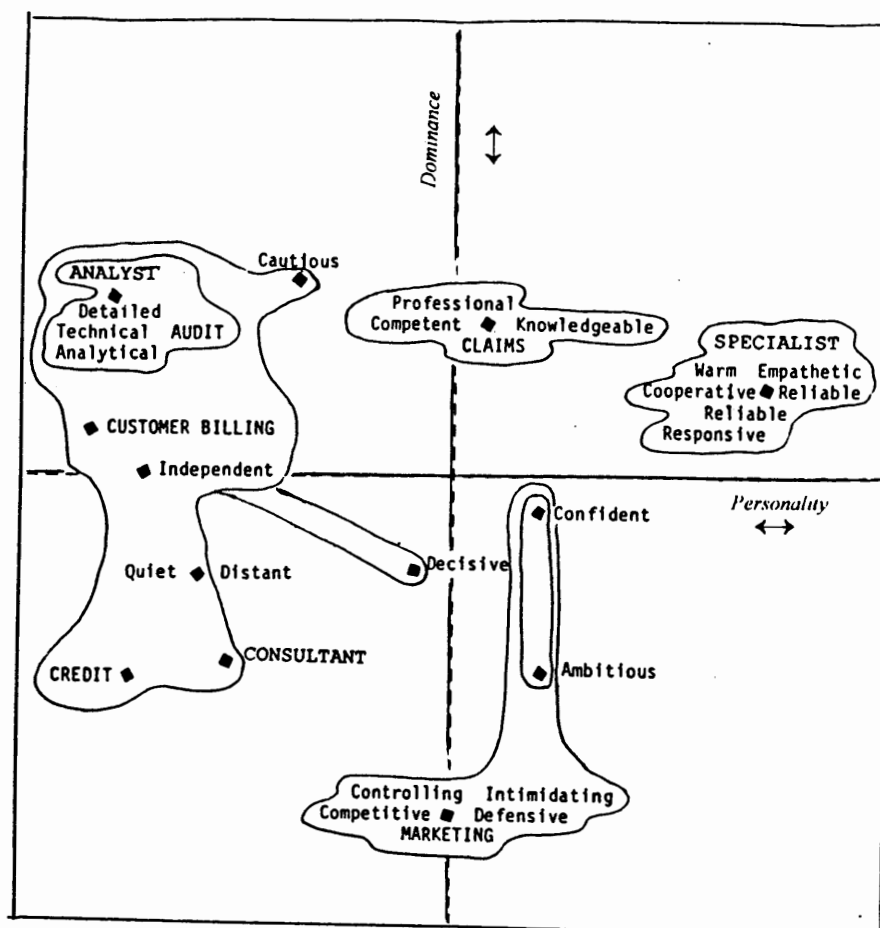 Dominance
Cautious
ANALYST
Detailed
Technical AUDIT
Analytical
Professional
Competent Knowledgeable
CLAIMS
SPECIALIST
Warm Empathetic
Cooperative Reliable
Reliable
Responsive
CUSTOMER BILLING
Independent
Personality
Confident
Decisive
Quiet Distant
CONSULTANT
CREDIT
Ambitious
Controlling Intimidating
Competitive Defensive
MARKETING